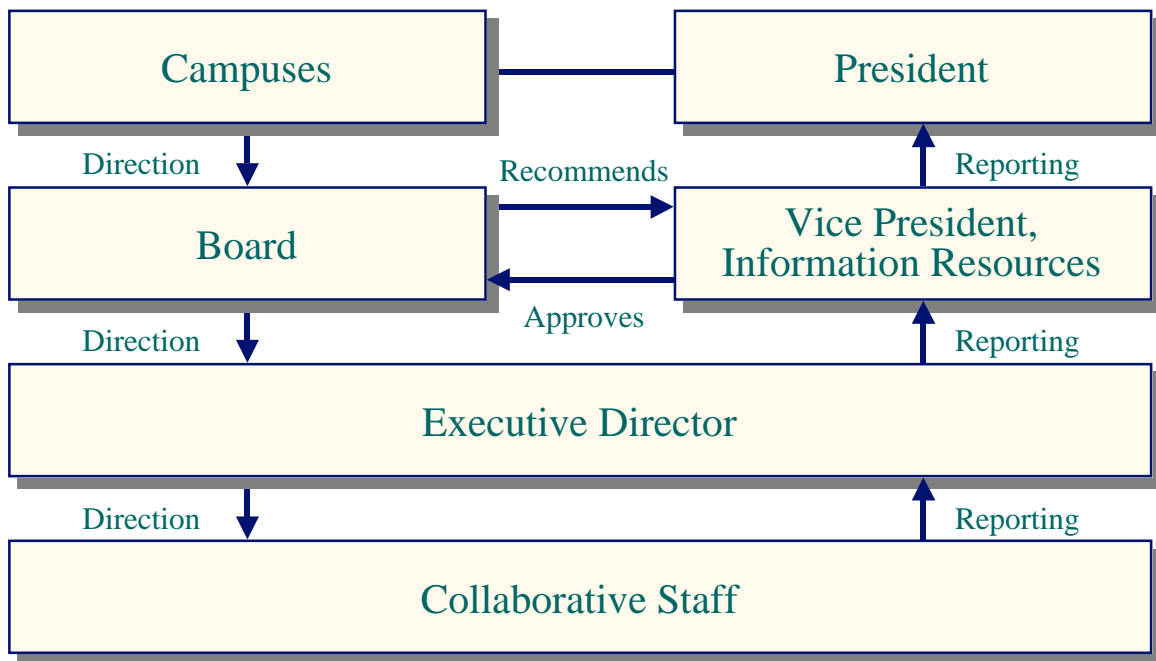 Campuses
President
Direction
Recommends
Reporting
Board
Vice President,
Information Resources
Approves
Direction
Reporting
Executive Director
Direction
Reporting
Collaborative Staff